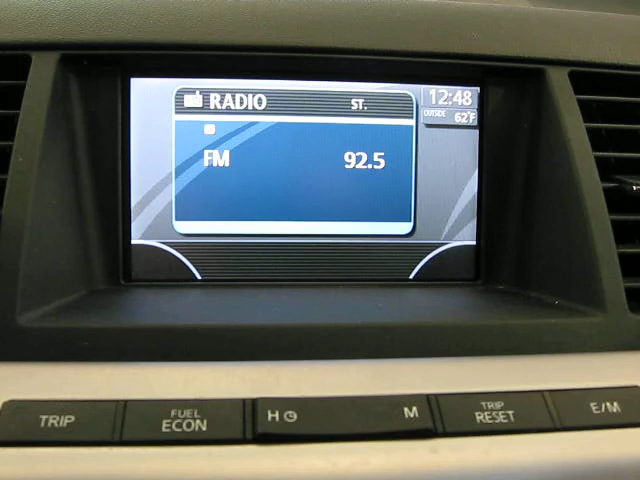 RADIO ST. 12:48
OUTSIDE 62°F
FM 92.5
TRIP FUEL ECON H M TRIP RESET E/M